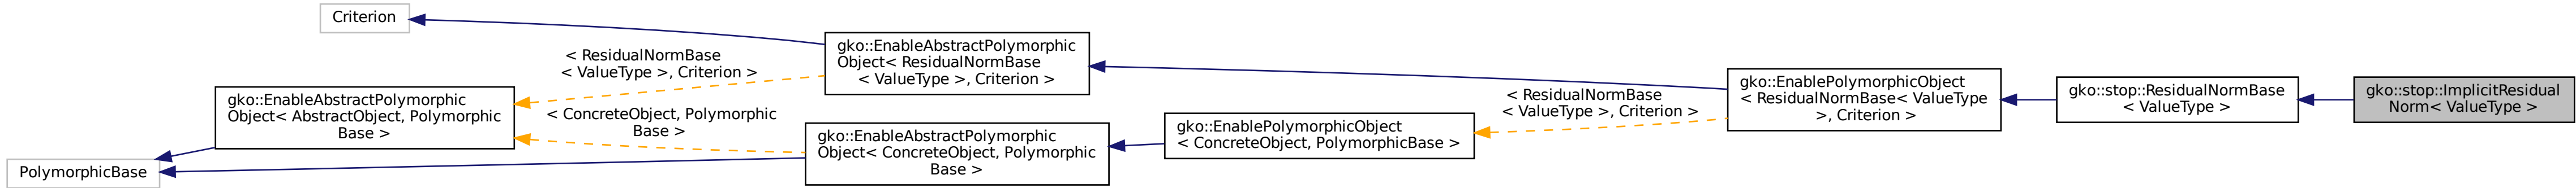 Criterion
gko::EnableAbstractPolymorphic
Object< ResidualNormBase
< ValueType >, Criterion >
< ResidualNormBase
< ValueType >, Criterion >
gko::EnablePolymorphicObject
< ResidualNormBase< ValueType
>, Criterion >
gko::stop::ResidualNormBase
< ValueType >
gko::stop::ImplicitResidual
Norm< ValueType >
gko::EnableAbstractPolymorphic
Object< AbstractObject, Polymorphic
Base >
< ConcreteObject, Polymorphic
Base >
< ResidualNormBase
< ValueType >, Criterion >
gko::EnablePolymorphicObject
< ConcreteObject, PolymorphicBase >
gko::EnableAbstractPolymorphic
Object< ConcreteObject, Polymorphic
Base >
PolymorphicBase